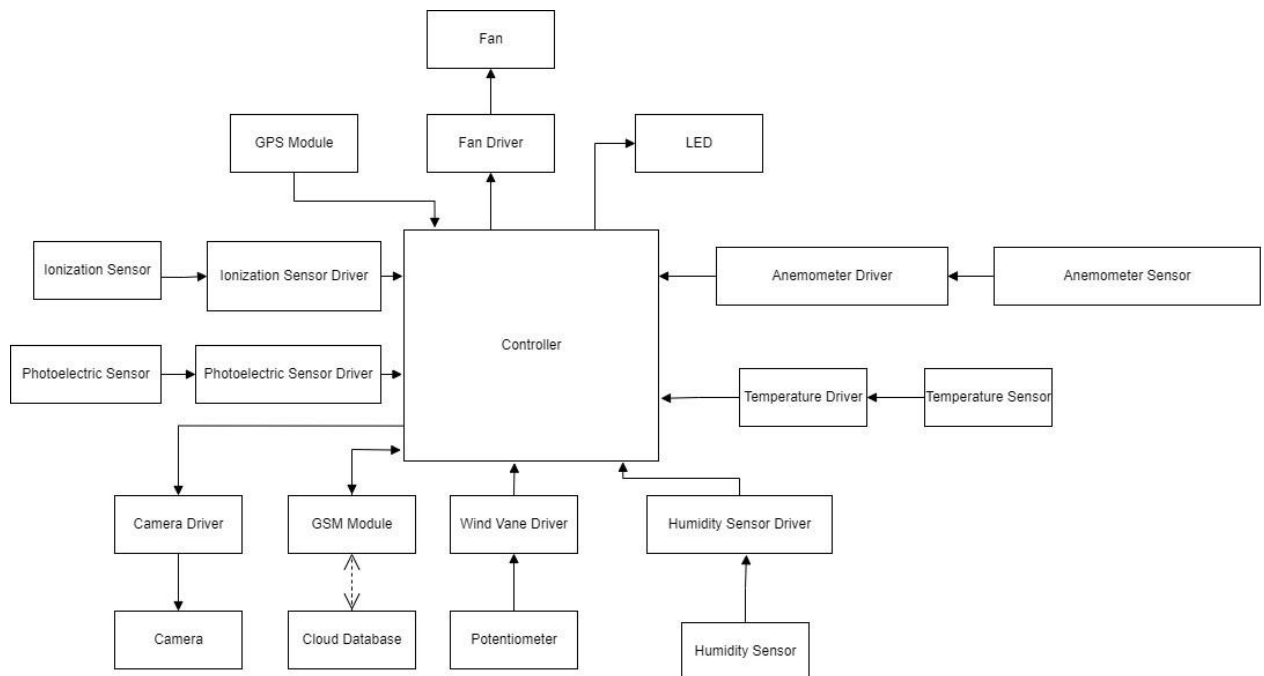 Fan
GPS Module
Fan Driver
LED
Ionization Sensor
Ionization Sensor Driver
Anemometer Driver
Anemometer Sensor
Controller
Photoelectric Sensor
Photoelectric Sensor Driver
Temperature Driver
Temperature Sensor
Camera Driver
GSM Module
Wind Vane Driver
Humidity Sensor Driver
Camera
Cloud Database
Potentiometer
Humidity Sensor